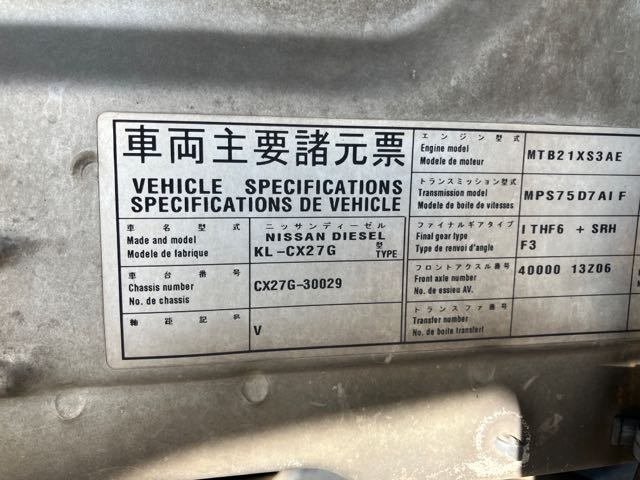 車両主要諸元票
VEHICLE SPECIFICATIONS
SPECIFICATIONS DE VEHICLE
車名型式
Made and model
Modele de fabrique
ニッサンディーゼル
NISSAN DIESEL
KL-CX27G 型 TYPE
車台番号
Chassis number
No. de chassis
CX27G-30029
軸距記号
V
エンジン型式
Engine model
Modele de moteur
MTB21XS3AE
トランスミッション型式
Transmission model
Modele de boite de vitesses
MPS75D7AIF
ファイナルギアタイプ
Final gear type
Type de renvoi d'angle
ITHF6 + SRH
F3
フロントアクスル番号
Front axle number
No. de essieu AV.
40000 13Z06
トランスファ番号
Transfer number
No. de boite transfert